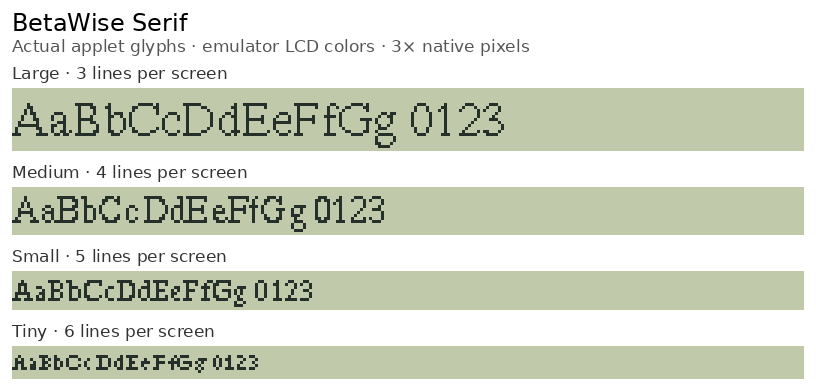 BetaWise Serif
Actual applet glyphs · emulator LCD colors · 3× native pixels
Large · 3 lines per screen
AaBbCcDdEeFfGg 0123
Medium · 4 lines per screen
AaBbCcDdEeFfGg 0123
Small · 5 lines per screen
AaBbCcDdEeFfGg 0123
Tiny · 6 lines per screen
AaBbCcDdEeFfGg 0123